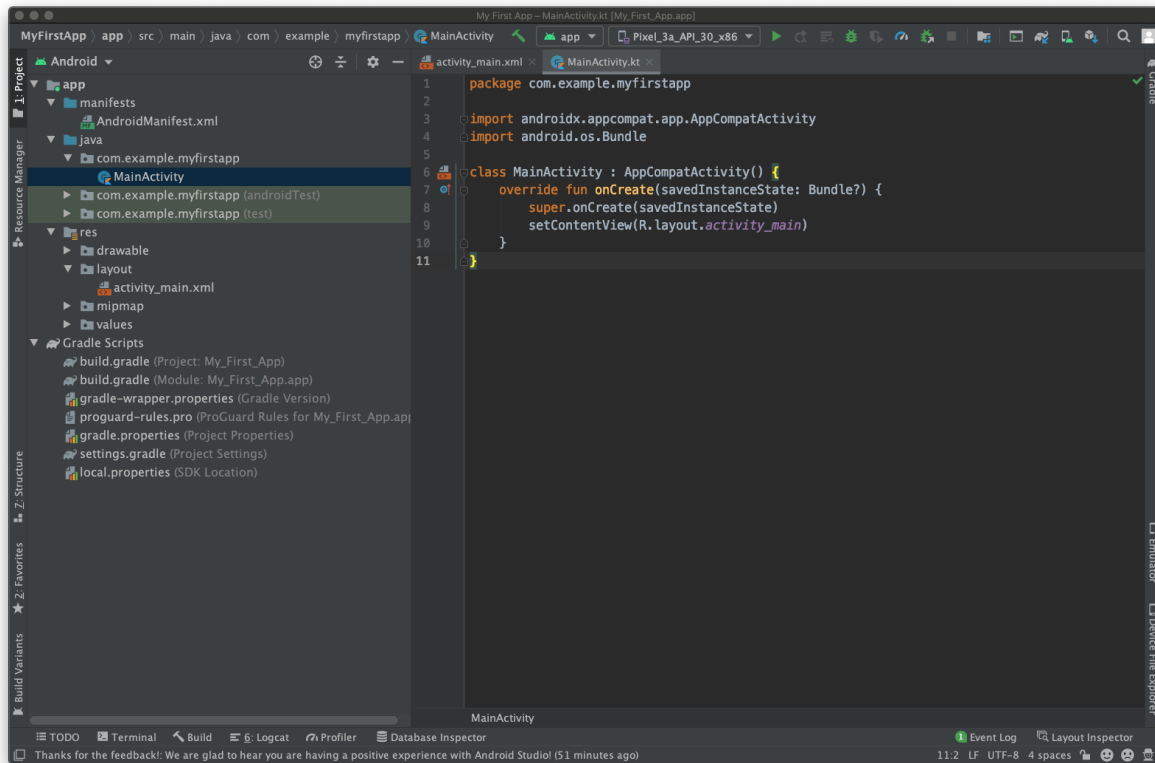 My First App – MainActivity.kt [My_First_App.app]
MyFirstApp app src main java com example myfirstapp MainActivity app Pixel_3a_API_30_x86
1: Project
Resource Manager
Z: Structure
2: Favorites
Build Variants
Android
app
manifests
AndroidManifest.xml
java
com.example.myfirstapp
MainActivity
com.example.myfirstapp (androidTest)
com.example.myfirstapp (test)
res
drawable
layout
activity_main.xml
mipmap
values
Gradle Scripts
build.gradle (Project: My_First_App)
build.gradle (Module: My_First_App.app)
gradle-wrapper.properties (Gradle Version)
proguard-rules.pro (ProGuard Rules for My_First_App.app
gradle.properties (Project Properties)
settings.gradle (Project Settings)
local.properties (SDK Location)
activity_main.xml MainActivity.kt
1 package com.example.myfirstapp
2
3 import androidx.appcompat.app.AppCompatActivity
4 import android.os.Bundle
5
6 class MainActivity : AppCompatActivity() {
7 override fun onCreate(savedInstanceState: Bundle?) {
8 super.onCreate(savedInstanceState)
9 setContentView(R.layout.activity_main)
10 }
11 }
MainActivity
Gradle
Emulator
Device File Explorer
TODO Terminal Build 6: Logcat Profiler Database Inspector 1 Event Log Layout Inspector
Thanks for the feedback!: We are glad to hear you are having a positive experience with Android Studio! (51 minutes ago) 11:2 LF UTF-8 4 spaces